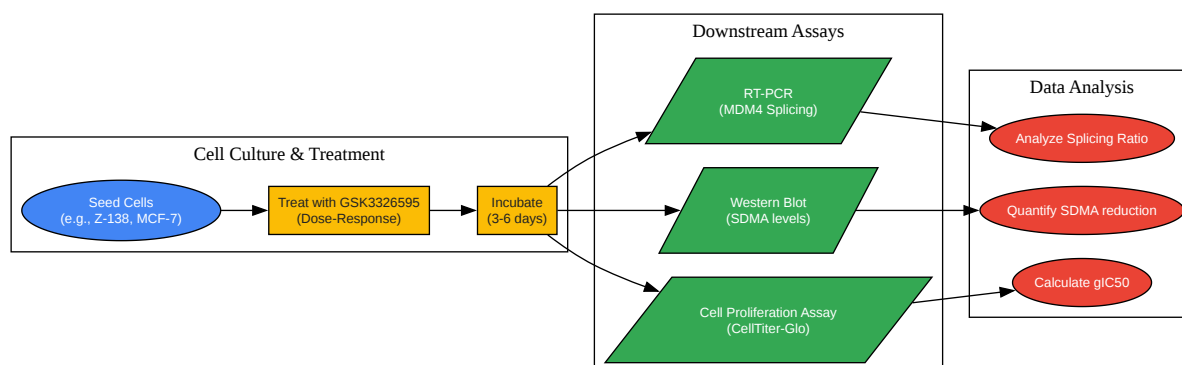 Cell Culture & Treatment
Seed Cells
(e.g., Z-138, MCF-7)
Treat with GSK3326595
(Dose-Response)
Incubate
(3-6 days)
Downstream Assays
RT-PCR
(MDM4 Splicing)
Western Blot
(SDMA levels)
Cell Proliferation Assay
(CellTiter-Glo)
Data Analysis
Analyze Splicing Ratio
Quantify SDMA reduction
Calculate gIC50